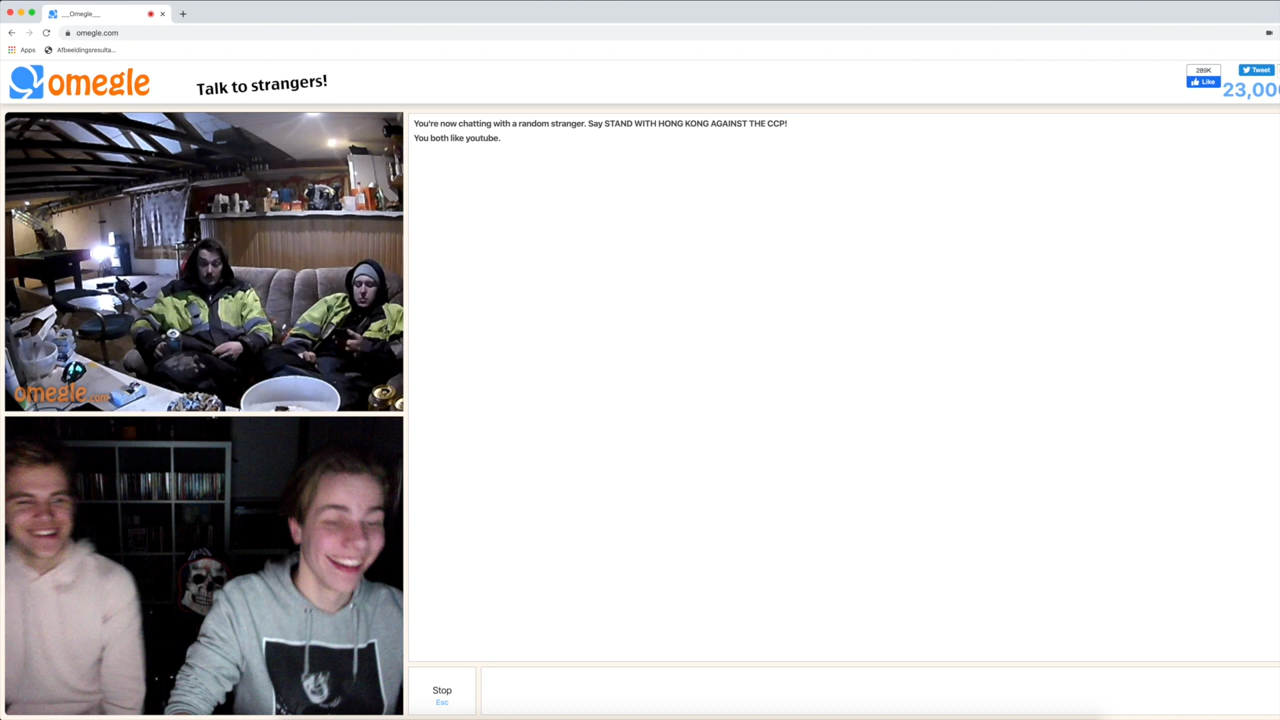 __Omegle__
omegle.com
Apps
Afbeeldingsresulta...
omegle
Talk to strangers!
289K
Like
Tweet
23,00
You're now chatting with a random stranger. Say STAND WITH HONG KONG AGAINST THE CCP!
You both like youtube.
omegle.com
Stop
Esc